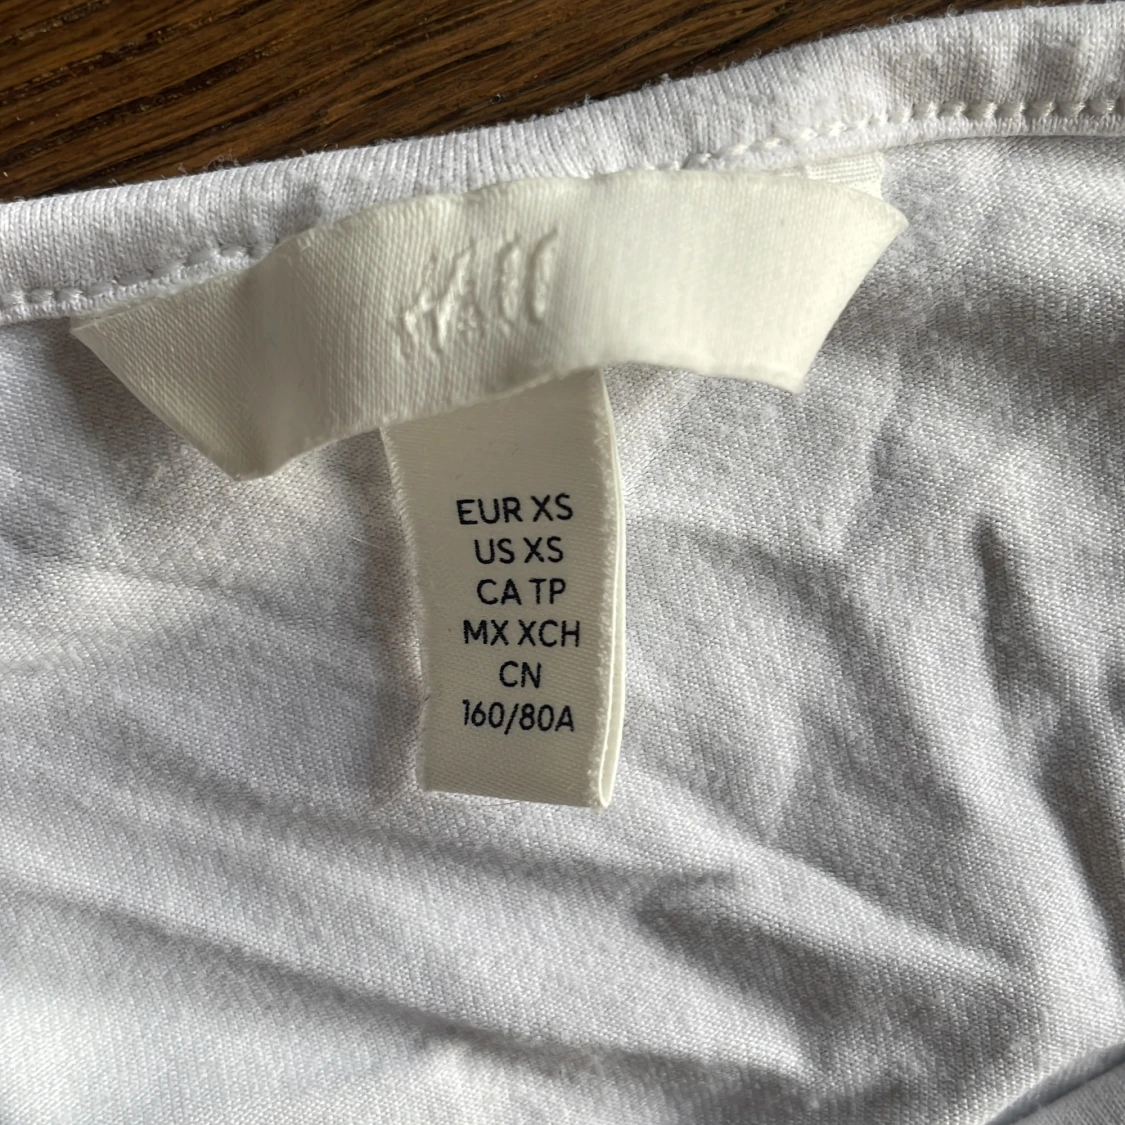 EUR XS
US XS
CA TP
MX XCH
CN
160/80A